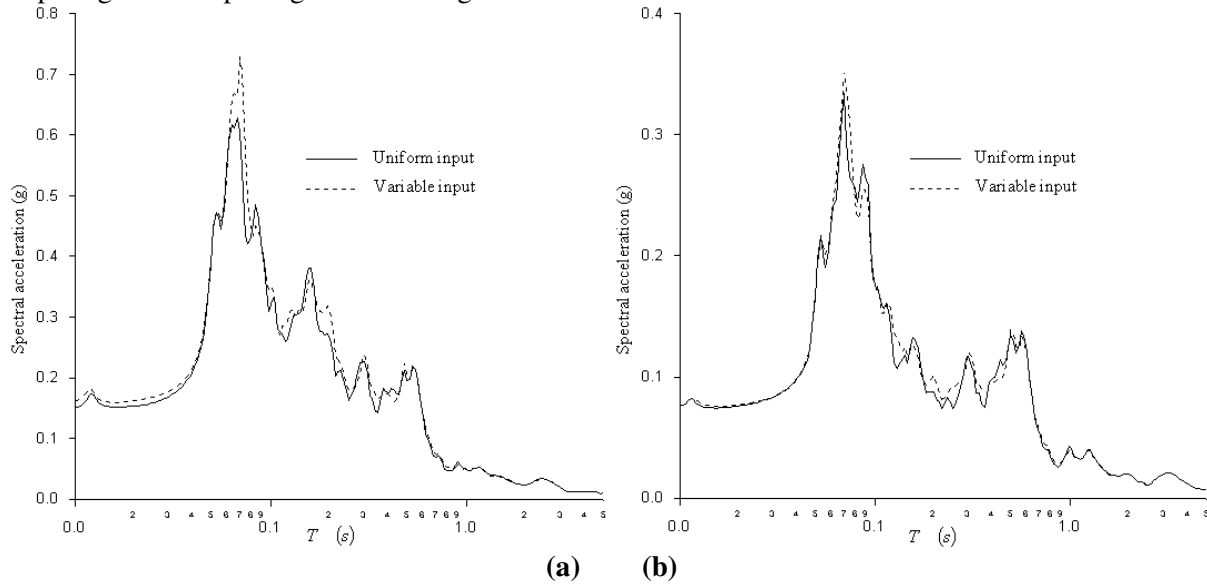 0.8
0.7
0.6
0.5
0.4
0.3
0.2
0.1
0.0
Spectral acceleration (g)
Uniform input
Variable input
0.0 2 3 4 5 6 7 8 9 0.1 2 3 4 5 6 7 8 9 1.0 2 3 4 5
T (s)
(a)
0.4
0.3
0.2
0.1
0.0
Spectral acceleration (g)
Uniform input
Variable input
0.0 2 3 4 5 6 7 8 9 0.1 2 3 4 5 6 7 8 9 1.0 2 3 4 5
T (s)
(b)